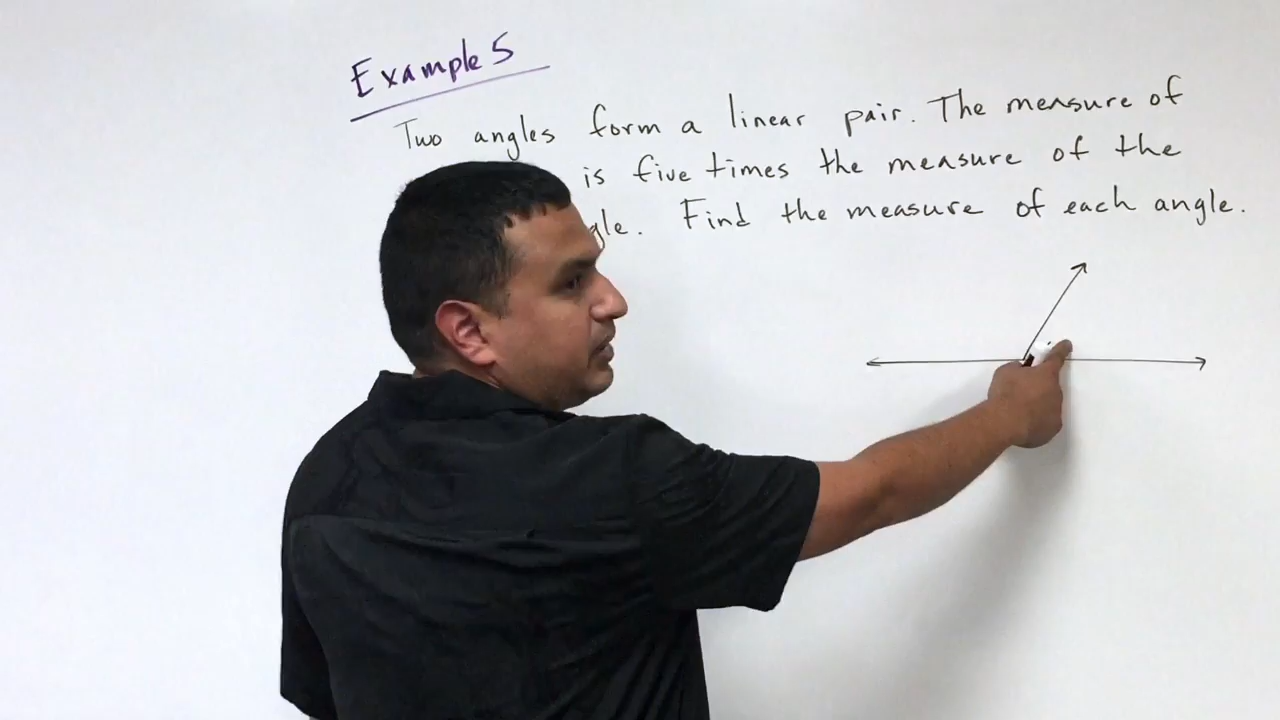 Example 5
Two angles form a linear pair. The measure of
is five times the measure of the
gle. Find the measure of each angle.